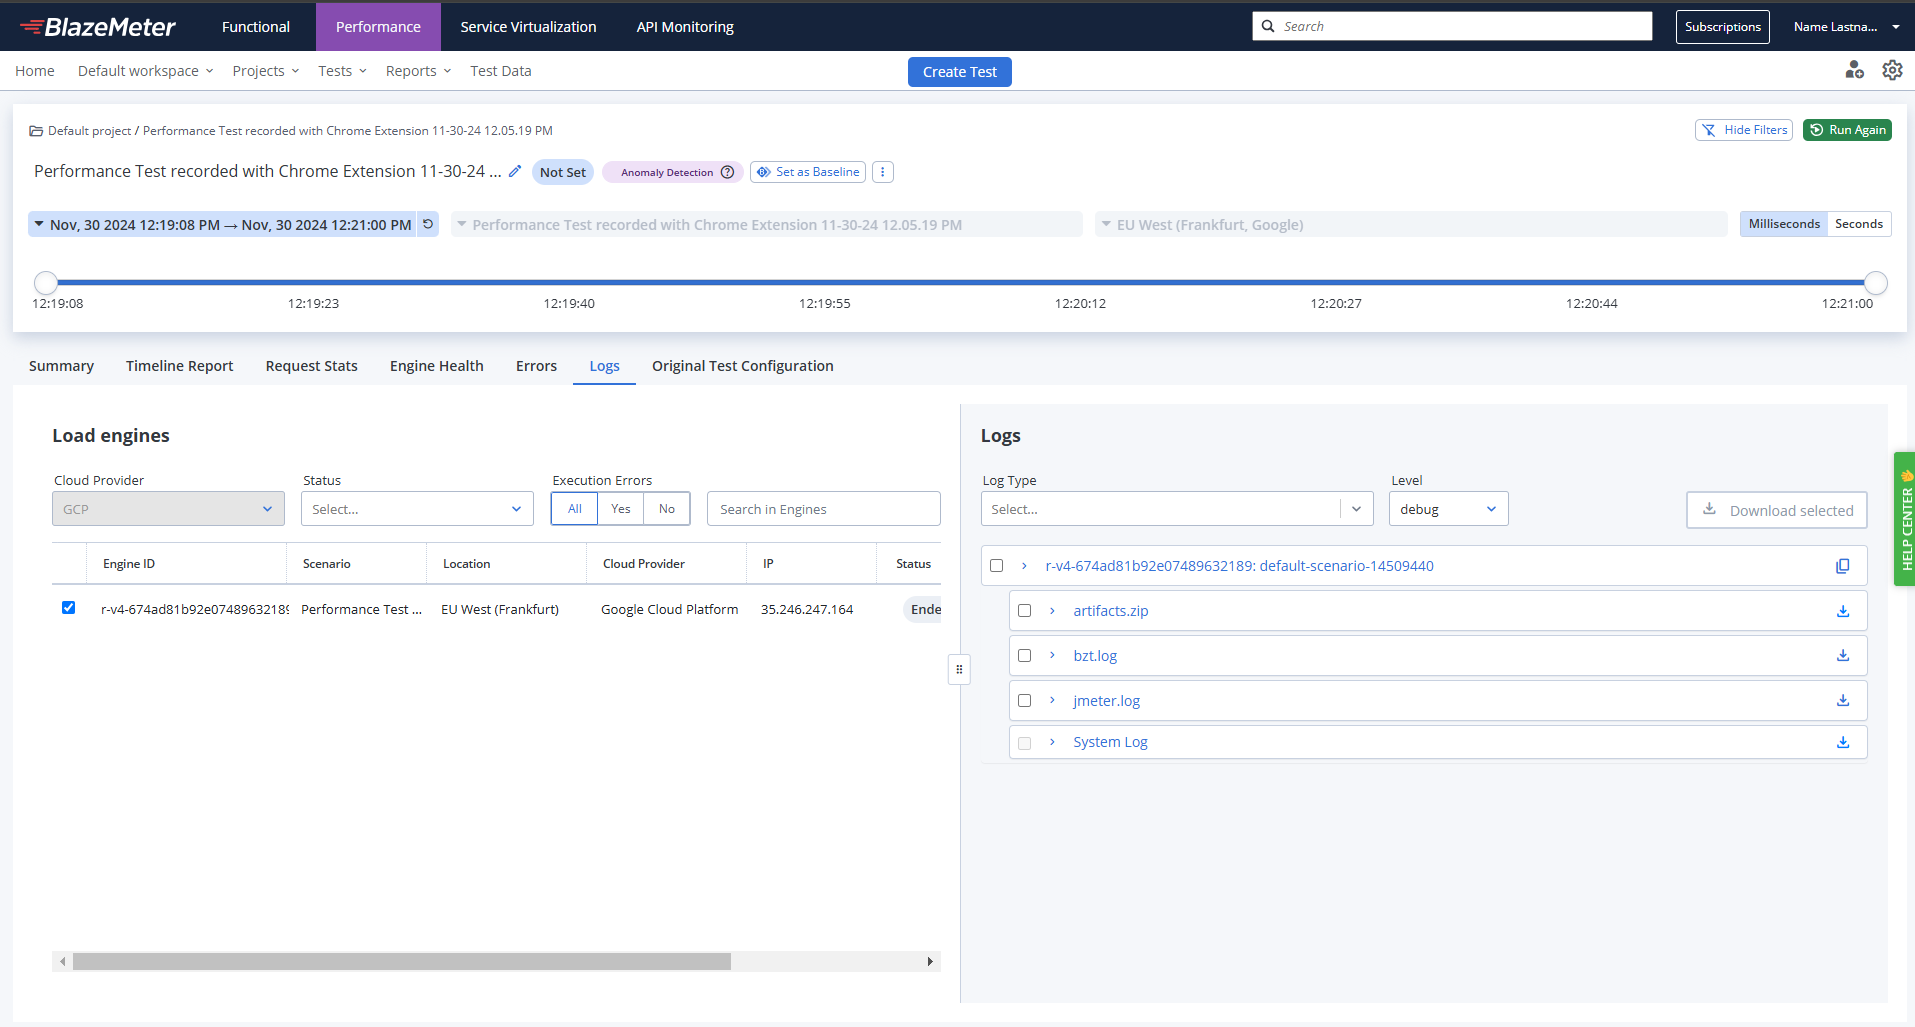 BlazeMeter Functional Performance Service Virtualization API Monitoring Search Subscriptions Name Lastna...
Home Default workspace Projects Tests Reports Test Data Create Test
Default project / Performance Test recorded with Chrome Extension 11-30-24 12.05.19 PM Hide Filters Run Again
Performance Test recorded with Chrome Extension 11-30-24 ... Not Set Anomaly Detection ? Set as Baseline
Nov, 30 2024 12:19:08 PM → Nov, 30 2024 12:21:00 PM Performance Test recorded with Chrome Extension 11-30-24 12.05.19 PM EU West (Frankfurt, Google) Milliseconds Seconds
12:19:08 12:19:23 12:19:40 12:19:55 12:20:12 12:20:27 12:20:44 12:21:00
Summary Timeline Report Request Stats Engine Health Errors Logs Original Test Configuration
Load engines
Cloud Provider Status Execution Errors
GCP Select... All Yes No Search in Engines
Engine ID Scenario Location Cloud Provider IP Status
r-v4-674ad81b92e07489632189 Performance Test ... EU West (Frankfurt) Google Cloud Platform 35.246.247.164 Ende
Logs
Log Type Level
Select... debug Download selected
r-v4-674ad81b92e07489632189: default-scenario-14509440
artifacts.zip
bzt.log
jmeter.log
System Log
HELP CENTER